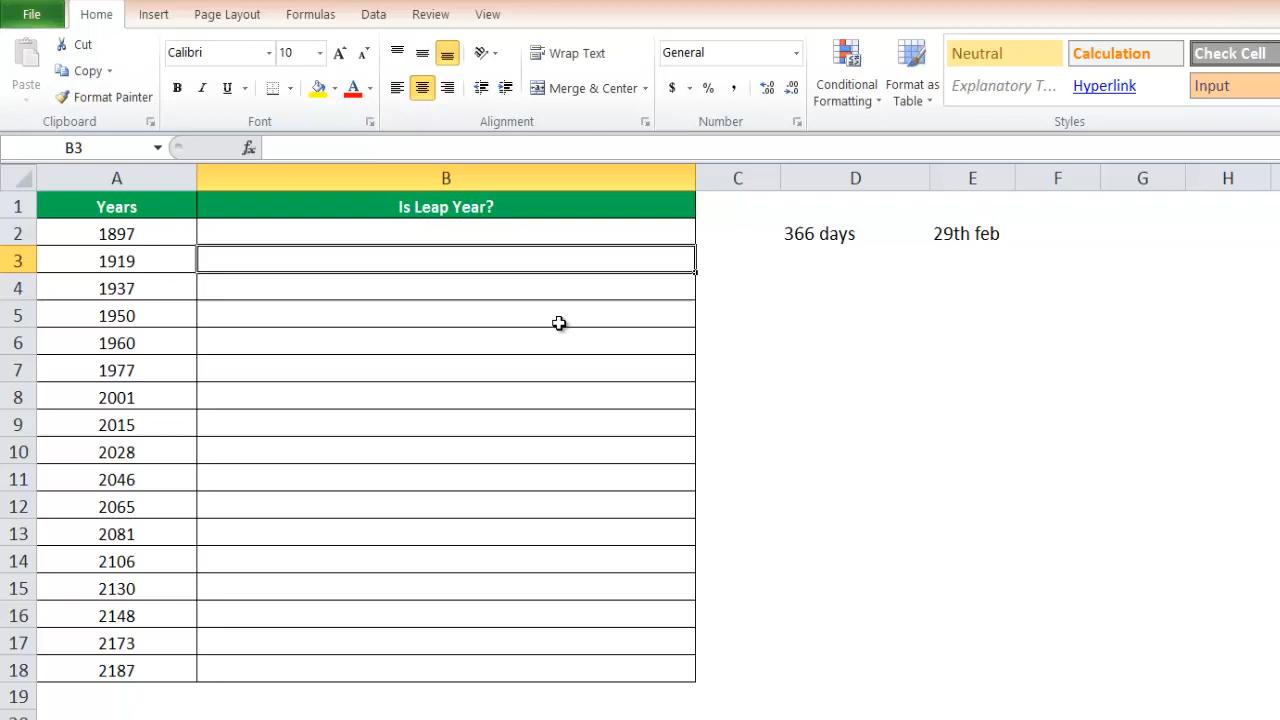 File Home Insert Page Layout Formulas Data Review View
Paste Cut Calibri 10 A A Wrap Text General Conditional Formatting Format as Table Neutral Calculation Check Cell
Copy Explanatory T... Hyperlink Input
Format Painter B I U A Merge & Center $ % ,
Clipboard Font Alignment Number Styles
B3 fx
A B C D E F G H
1 Years Is Leap Year?
2 1897 366 days 29th feb
3 1919
4 1937
5 1950
6 1960
7 1977
8 2001
9 2015
10 2028
11 2046
12 2065
13 2081
14 2106
15 2130
16 2148
17 2173
18 2187
19